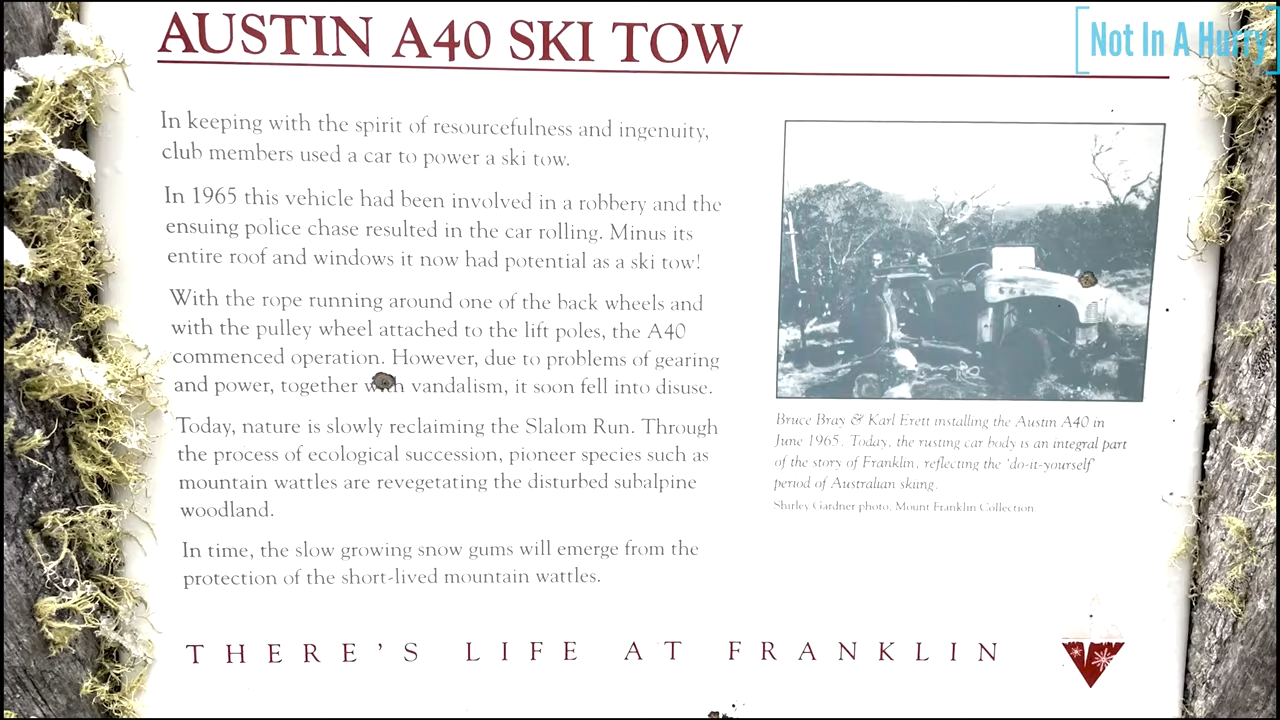 AUSTIN A40 SKI TOW
Not In A Hurry
In keeping with the spirit of resourcefulness and ingenuity,
club members used a car to power a ski tow.
In 1965 this vehicle had been involved in a robbery and the
ensuing police chase resulted in the car rolling. Minus its
entire roof and windows it now had potential as a ski tow!
With the rope running around one of the back wheels and
with the pulley wheel attached to the lift poles, the A40
commenced operation. However, due to problems of gearing
and power, together with vandalism, it soon fell into disuse.
Today, nature is slowly reclaiming the Slalom Run. Through
the process of ecological succession, pioneer species such as
mountain wattles are revegetating the disturbed subalpine
woodland.
In time, the slow growing snow gums will emerge from the
protection of the short-lived mountain wattles.
Bruce Bray & Karl Erett installing the Austin A40 in
June 1965. Today, the rusting car body is an integral part
of the story of Franklin, reflecting the 'do-it-yourself'
period of Australian skiing.
Shirley Gardner photo, Mount Franklin Collection.
THERE'S LIFE AT FRANKLIN